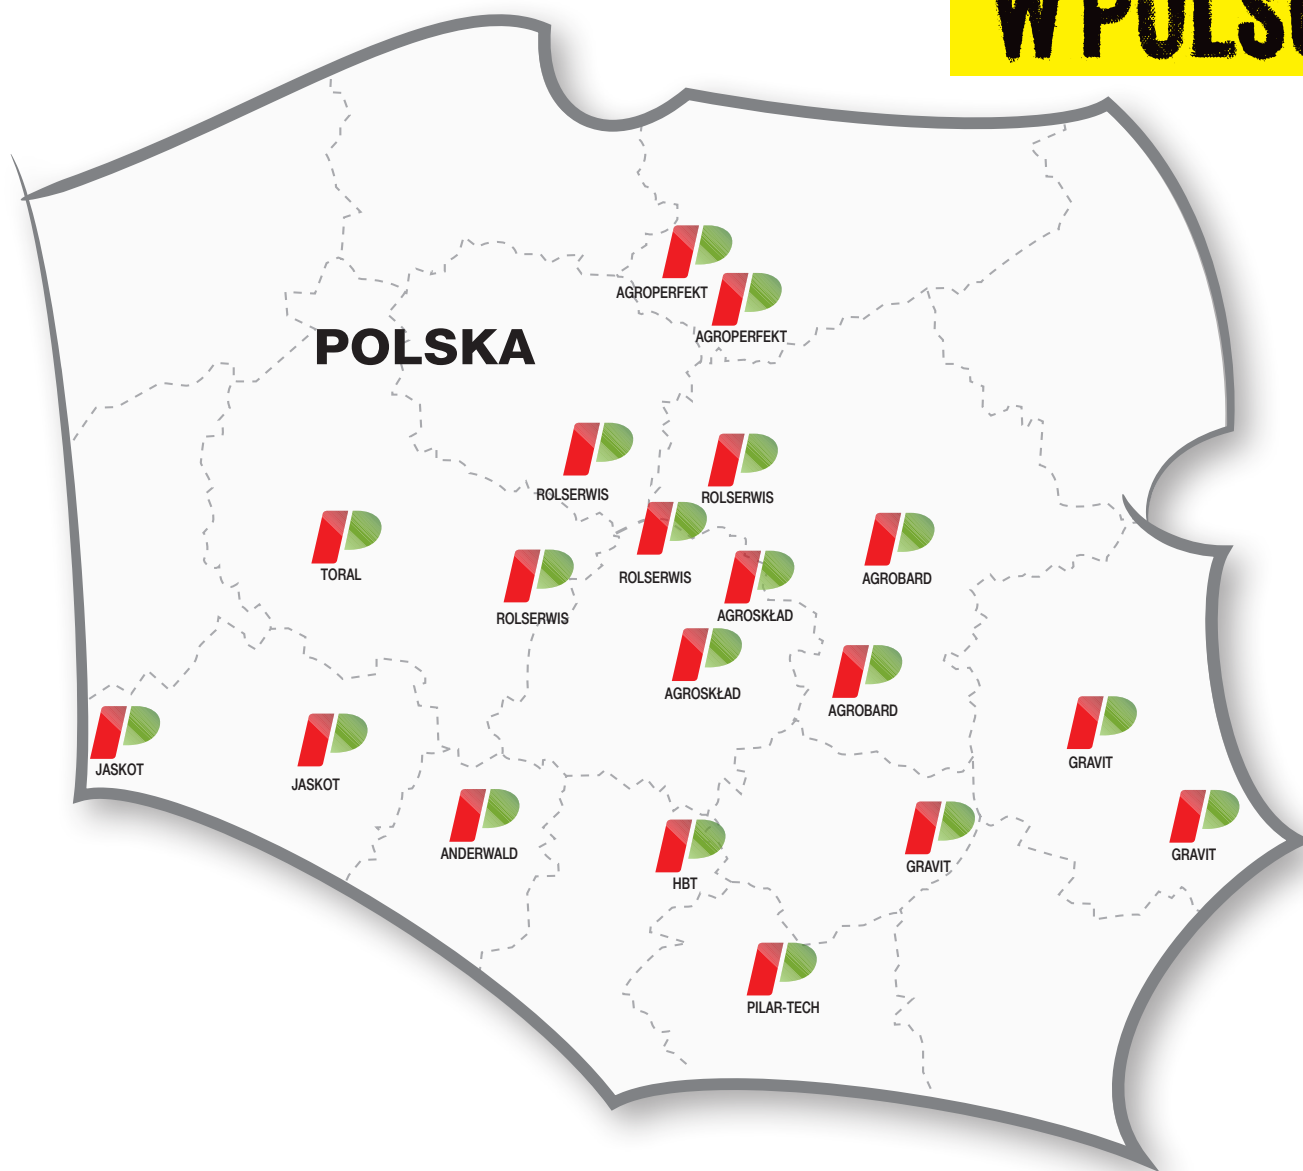 W POLSC
AGROPERFEKT
AGROPERFEKT
POLSKA
ROLSERWIS
ROLSERWIS
TORAL
ROLSERWIS
AGROBARD
ROLSERWIS
AGROSKŁAD
AGROSKŁAD
AGROBARD
JASKOT
JASKOT
GRAVIT
ANDERWALD
HBT
GRAVIT
GRAVIT
PILAR-TECH